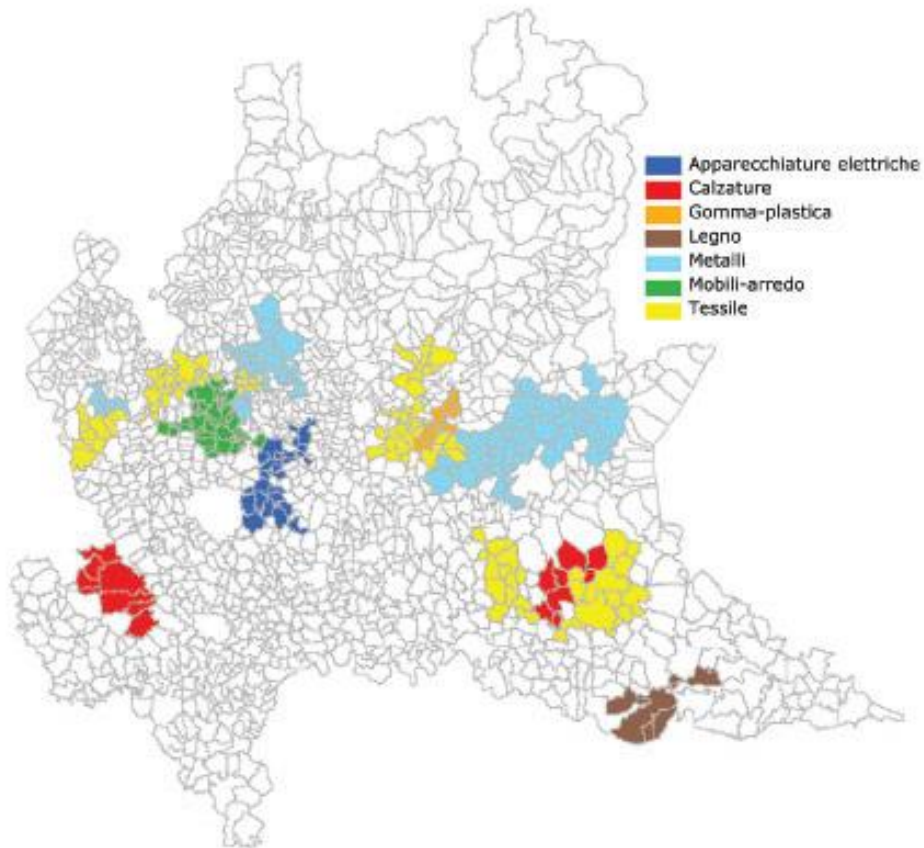 Apparecchiature elettriche
Calzature
Gomma-plastica
Legno
Metalli
Mobili-arredo
Tessile